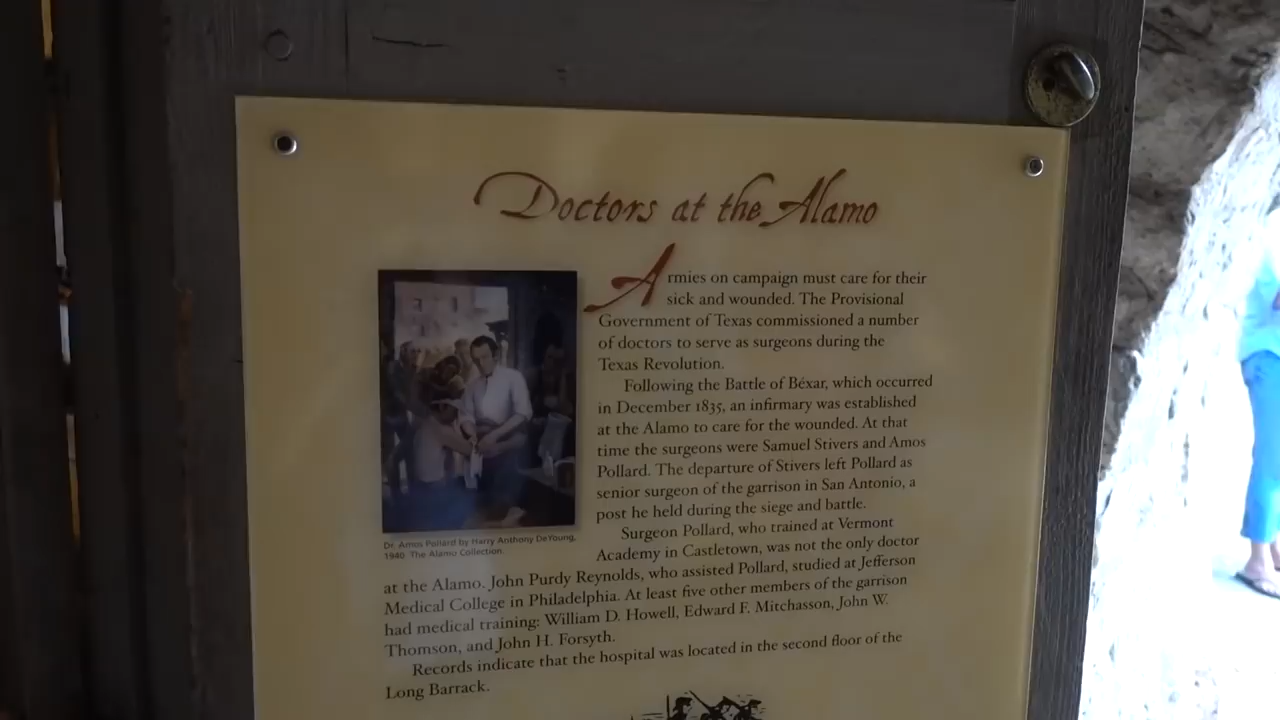 Doctors at the Alamo
Armies on campaign must care for their
sick and wounded. The Provisional
Government of Texas commissioned a number
of doctors to serve as surgeons during the
Texas Revolution.
Following the Battle of Béxar, which occurred
in December 1835, an infirmary was established
at the Alamo to care for the wounded. At that
time the surgeons were Samuel Stivers and Amos
Pollard. The departure of Stivers left Pollard as
senior surgeon of the garrison in San Antonio, a
post he held during the siege and battle.
Surgeon Pollard, who trained at Vermont
Academy in Castletown, was not the only doctor
at the Alamo. John Purdy Reynolds, who assisted Pollard, studied at Jefferson
Medical College in Philadelphia. At least five other members of the garrison
had medical training: William D. Howell, Edward F. Mitchasson, John W.
Thomson, and John H. Forsyth.
Records indicate that the hospital was located in the second floor of the
Long Barrack.
Dr. Amos Pollard by Harry Anthony DeYoung,
1940. The Alamo Collection.